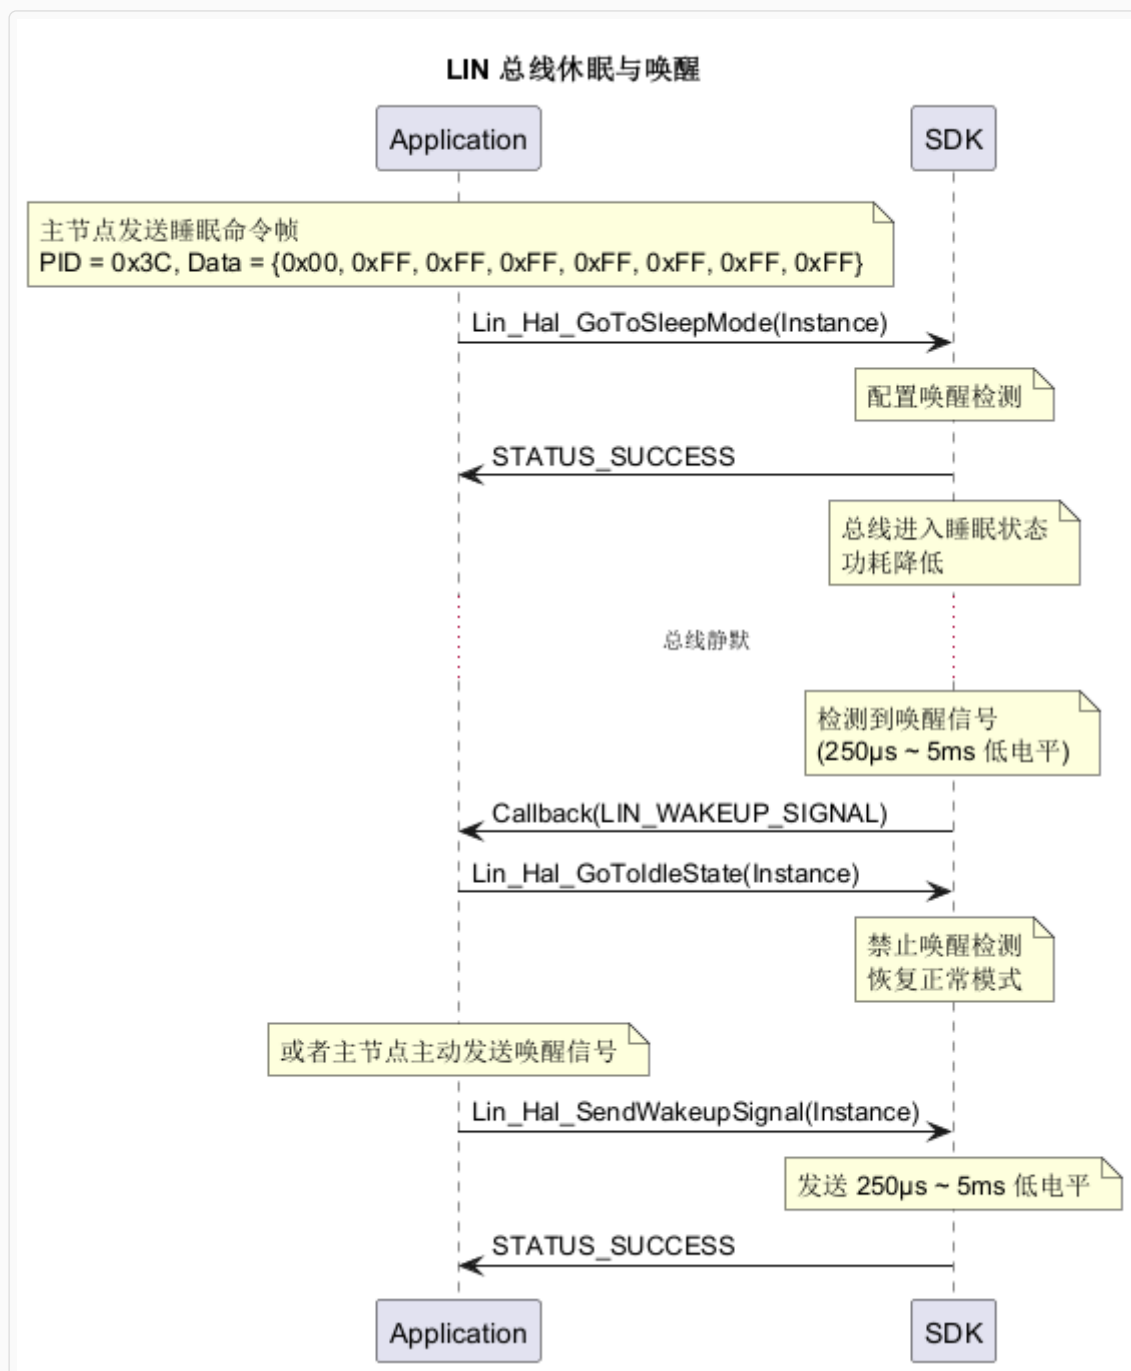 LIN 总线休眠与唤醒
Application
SDK
主节点发送睡眠命令帧
PID = 0x3C, Data = {0x00, 0xFF, 0xFF, 0xFF, 0xFF, 0xFF, 0xFF, 0xFF}
Lin_Hal_GoToSleepMode(Instance)
配置唤醒检测
STATUS_SUCCESS
总线进入睡眠状态
功耗降低
总线静默
检测到唤醒信号
(250µs ~ 5ms 低电平)
Callback(LIN_WAKEUP_SIGNAL)
Lin_Hal_GoToIdleState(Instance)
禁止唤醒检测
恢复正常模式
或者主节点主动发送唤醒信号
Lin_Hal_SendWakeupSignal(Instance)
发送 250µs ~ 5ms 低电平
STATUS_SUCCESS
Application
SDK